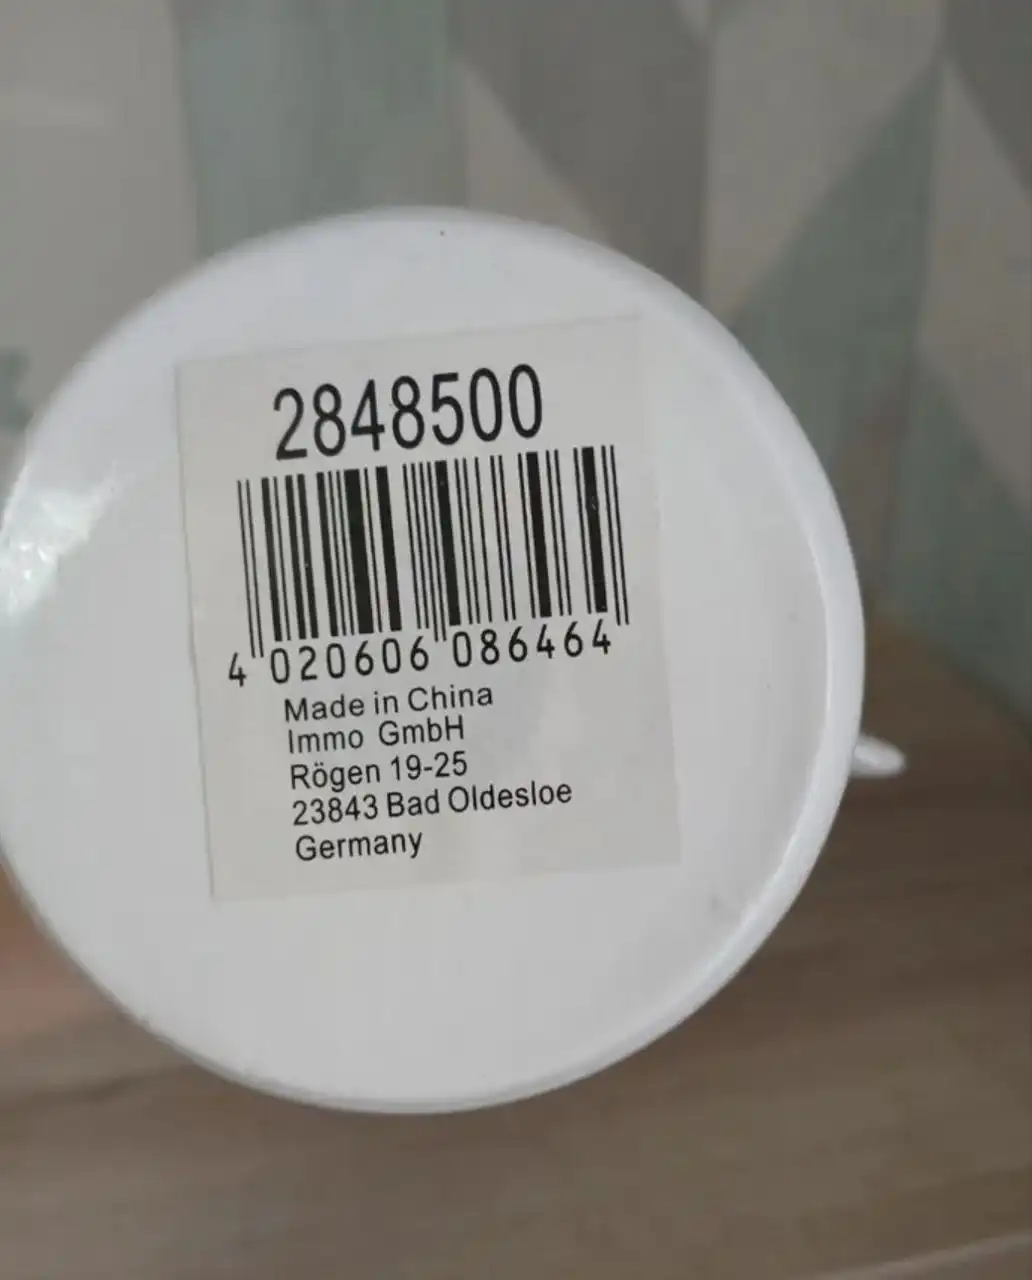 2848500
4 020606 086464
Made in China
Immo GmbH
Rögen 19-25
23843 Bad Oldesloe
Germany